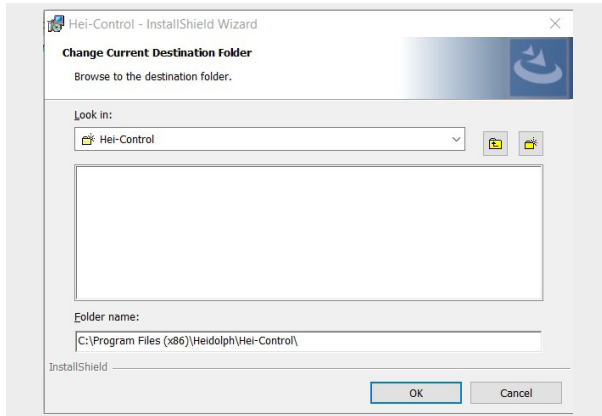 Hei-Control - InstallShield Wizard
Change Current Destination Folder
Browse to the destination folder.
Look in:
Hei-Control
Folder name:
C:\Program Files (x86)\Heidolph\Hei-Control\
InstallShield
OK Cancel